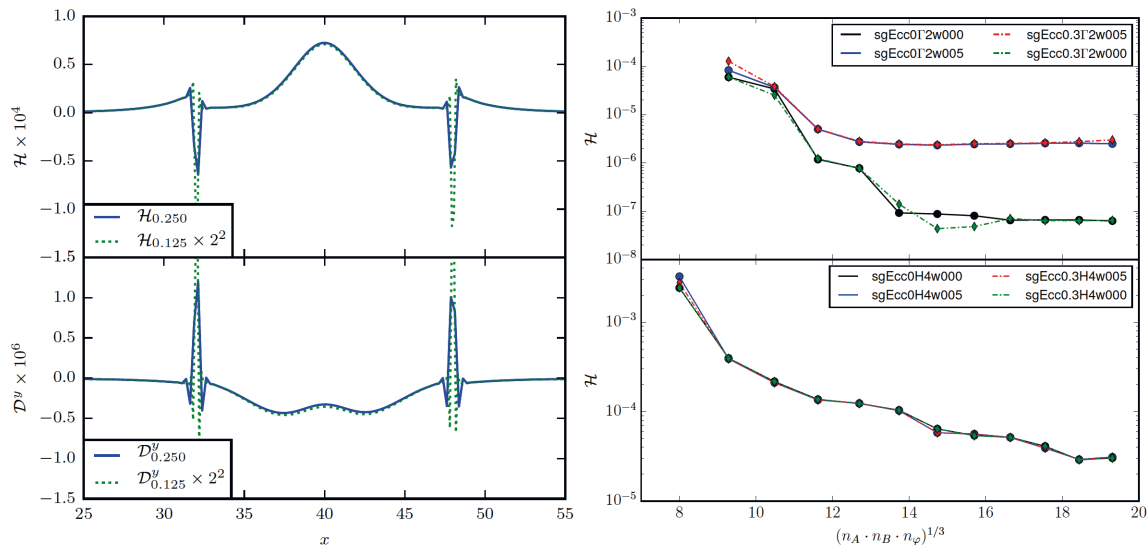 1.0
0.5
0.0
−0.5
−1.0
−1.5
ℋ × 10⁴
ℋ₀.₂₅₀
ℋ₀.₁₂₅ × 2²
1.0
0.5
0.0
−0.5
−1.0
−1.5
𝒟ʸ × 10⁶
𝒟ʸ₀.₂₅₀
𝒟ʸ₀.₁₂₅ × 2²
25 30 35 40 45 50 55
x
10⁻³
10⁻⁴
10⁻⁵
10⁻⁶
10⁻⁷
10⁻⁸
ℋ
sgEcc0Γ2w000 sgEcc0.3Γ2w005
sgEcc0Γ2w005 sgEcc0.3Γ2w000
10⁻²
10⁻³
10⁻⁴
10⁻⁵
ℋ
sgEcc0H4w000 sgEcc0.3H4w005
sgEcc0H4w005 sgEcc0.3H4w000
8 10 12 14 16 18 20
(n_A · n_B · n_φ)^1/3